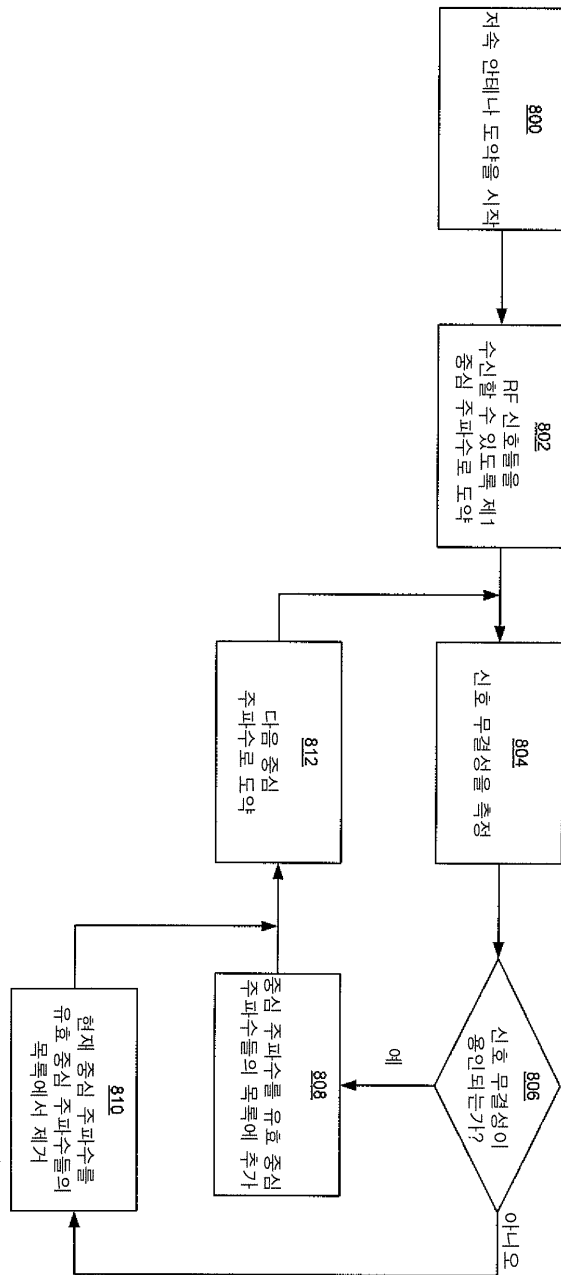 800
저속 안테나 도약을 시작
802
RF 신호들을
수신할 수 있도록 제1
중심 주파수로 도약
804
신호 무결성을 측정
806
신호 무결성이
용인되는가?
예
아니오
808
중심 주파수를 유효 중심
주파수들의 목록에 추가
810
현재 중심 주파수를
유효 중심 주파수들의
목록에서 제거
812
다음 중심
주파수로 도약